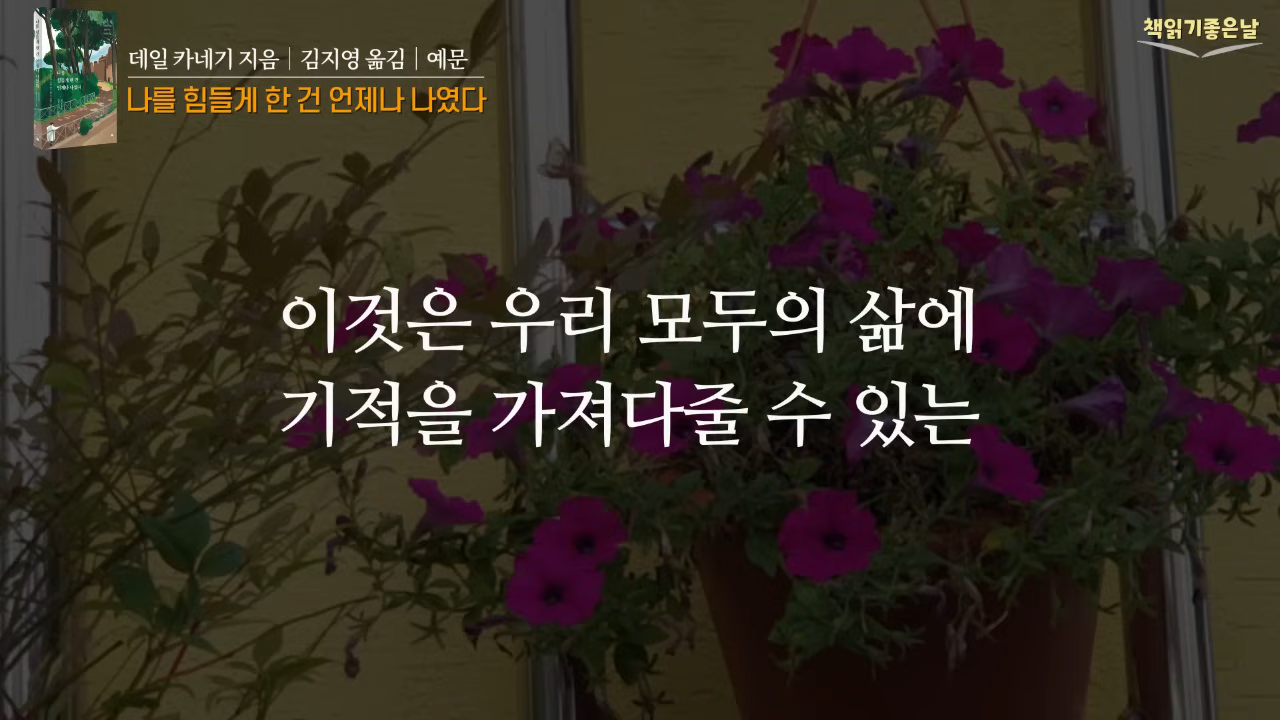 데일 카네기 지음 | 김지영 옮김 | 예문
나를 힘들게 한 건 언제나 나였다
책읽기좋은날
이것은 우리 모두의 삶에
기적을 가져다줄 수 있는